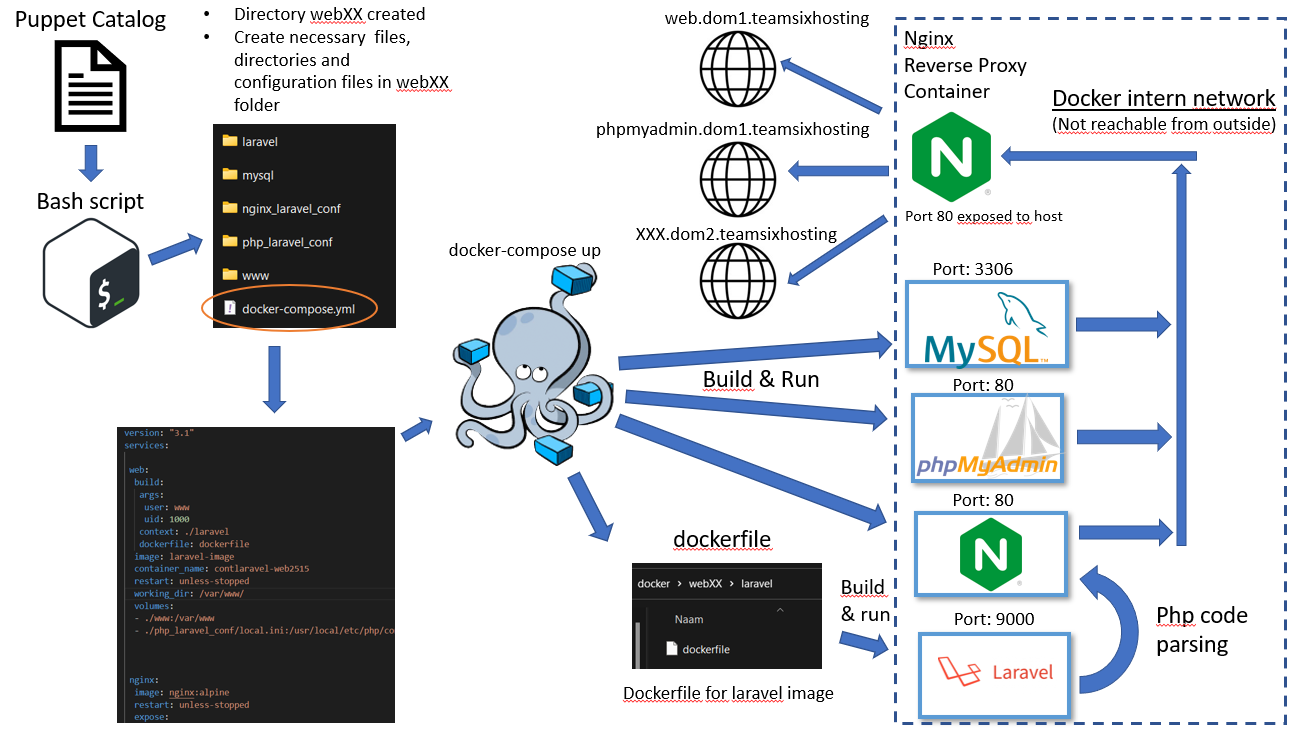 Puppet Catalog
• Directory webXX created
• Create necessary files,
directories and
configuration files in webXX
folder
Bash script
$_
laravel
mysql
nginx_laravel_conf
php_laravel_conf
www
docker-compose.yml
version: "3.1"
services:
web:
build:
args:
user: www
uid: 1000
context: ./laravel
dockerfile: dockerfile
image: laravel-image
container_name: contlaravel-web2515
restart: unless-stopped
working_dir: /var/www/
volumes:
- ./www:/var/www
- ./php_laravel_conf/local.ini:/usr/local/etc/php/co
nginx:
image: nginx:alpine
restart: unless-stopped
expose:
docker-compose up
Build & Run
dockerfile
docker > webXX > laravel
Naam
dockerfile
Dockerfile for laravel image
Build
& run
web.dom1.teamsixhosting
phpmyadmin.dom1.teamsixhosting
XXX.dom2.teamsixhosting
Nginx
Reverse Proxy
Container
N
®
Port 80 exposed to host
Docker intern network
(Not reachable from outside)
Port: 3306
MySQL™
Port: 80
phpMyAdmin
Port: 80
N
Port: 9000
Laravel
Php code
parsing